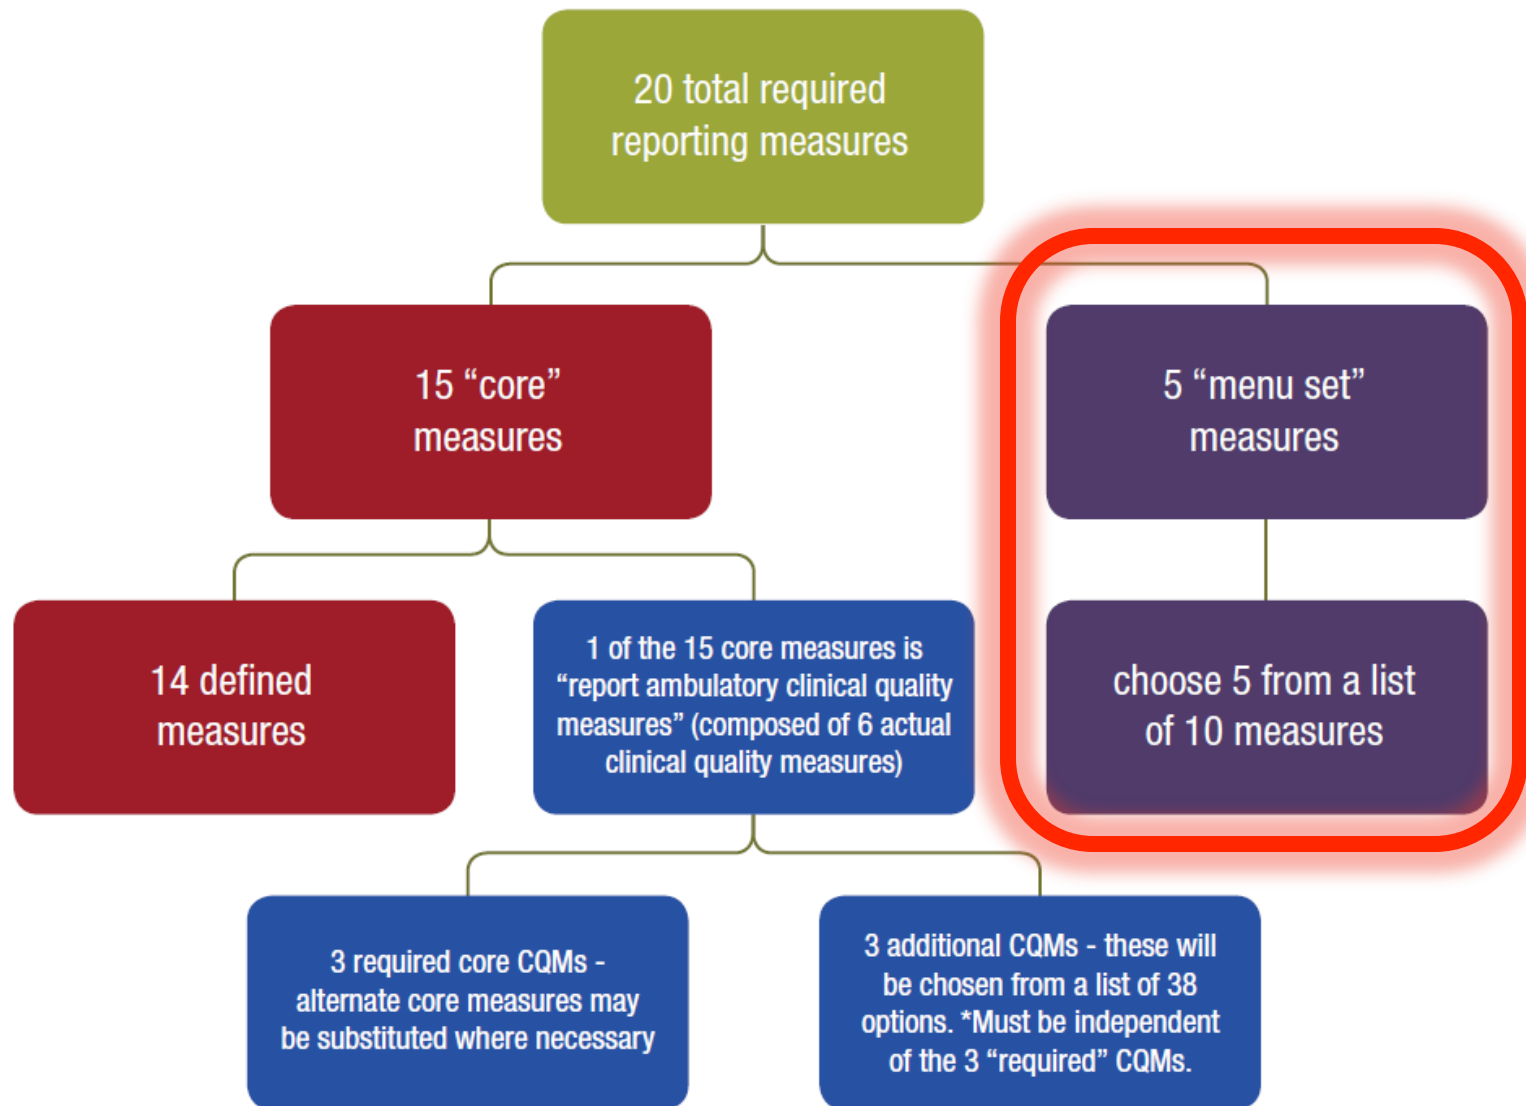 20 total required
reporting measures
15 “core”
measures
5 “menu set”
measures
14 defined
measures
1 of the 15 core measures is
“report ambulatory clinical quality
measures” (composed of 6 actual
clinical quality measures)
choose 5 from a list
of 10 measures
3 required core CQMs -
alternate core measures may
be substituted where necessary
3 additional CQMs - these will
be chosen from a list of 38
options. *Must be independent
of the 3 “required” CQMs.